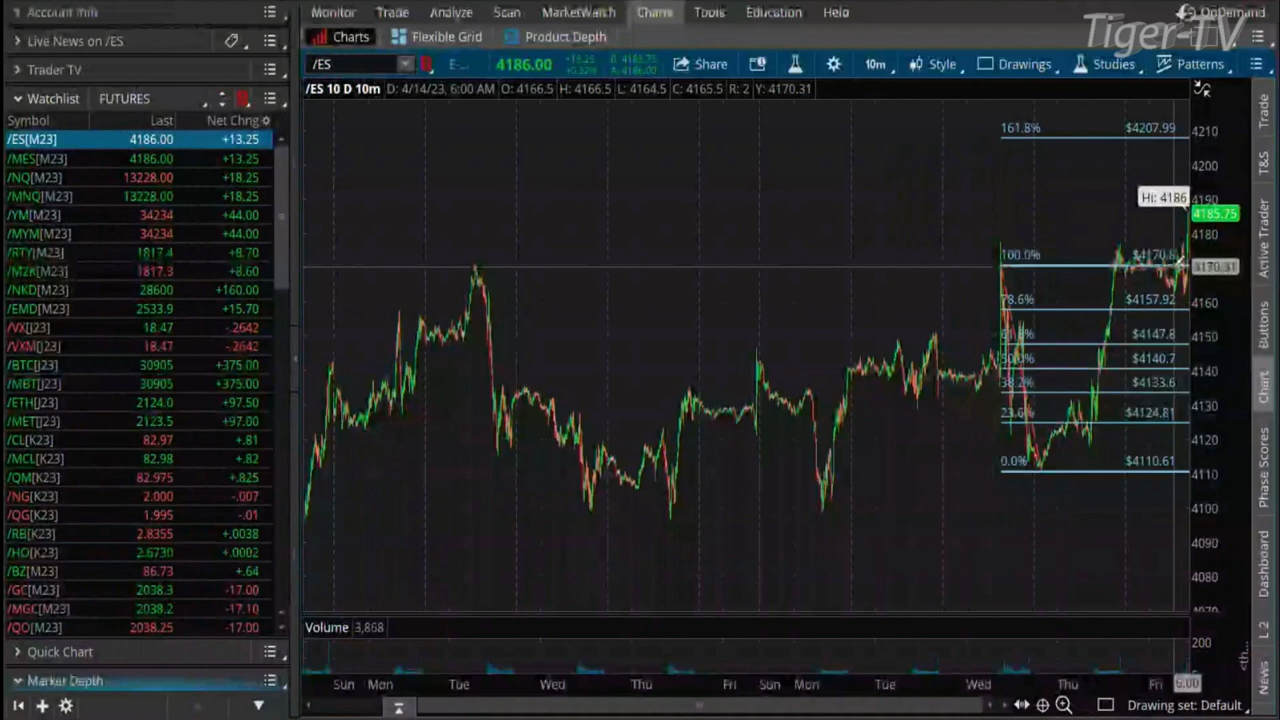 Account Info
Monitor Trade Analyze Scan MarketWatch Charts Tools Education Help
OnDemand
Tiger-TV
Live News on /ES
Charts Flexible Grid Product Depth
Trader TV
/ES 4186.00 +13.25 Share 10m Style Drawings Studies Patterns
Watchlist FUTURES
/ES 10 D 10m D: 4/14/23, 6:00 AM O: 4166.5 H: 4166.5 L: 4164.5 C: 4165.5 R: 2 Y: 4170.31
Symbol Last Net Chng
/ES[M23] 4186.00 +13.25
/MES[M23] 4186.00 +13.25
/NQ[M23] 13228.00 +18.25
/MNQ[M23] 13228.00 +18.25
/YM[M23] 34234 +44.00
/MYM[M23] 34234 +44.00
/RTY[M23] 1817.4 +8.70
/M2K[M23] 1817.3 +8.60
/NKD[M23] 28600 +160.00
/EMD[M23] 2533.9 +15.70
/VX[J23] 18.47 -.2642
/VXM[J23] 18.47 -.2642
/BTC[J23] 30905 +375.00
/MBT[J23] 30905 +375.00
/ETH[J23] 2124.0 +97.50
/MET[J23] 2123.5 +97.00
/CL[K23] 82.97 +.81
/MCL[K23] 82.98 +.82
/QM[K23] 82.975 +.825
/NG[K23] 2.000 -.007
/QG[K23] 1.995 -.01
/RB[K23] 2.8355 +.0038
/HO[K23] 2.6730 +.0002
/BZ[M23] 86.73 +.64
/GC[M23] 2038.3 -17.00
/MGC[M23] 2038.2 -17.10
/QO[M23] 2038.25 -17.00
Quick Chart
Market Depth
161.8% $4207.99
Hi: 4186
100.0% $4170.8
78.6% $4157.92
61.8% $4147.8
50.0% $4140.7
38.2% $4133.6
23.6% $4124.81
0.0% $4110.61
4210
4200
4190
4185.75
4180
4170.31
4160
4150
4140
4130
4120
4110
4100
4090
4080
4070
Volume 3,868
200
Sun Mon Tue Wed Thu Fri Sun Mon Tue Wed Thu Fri 6:00
Drawing set: Default
Trade
T&S
Active Trader
Buttons
Chart
Phase Scores
Dashboard
L 2
News